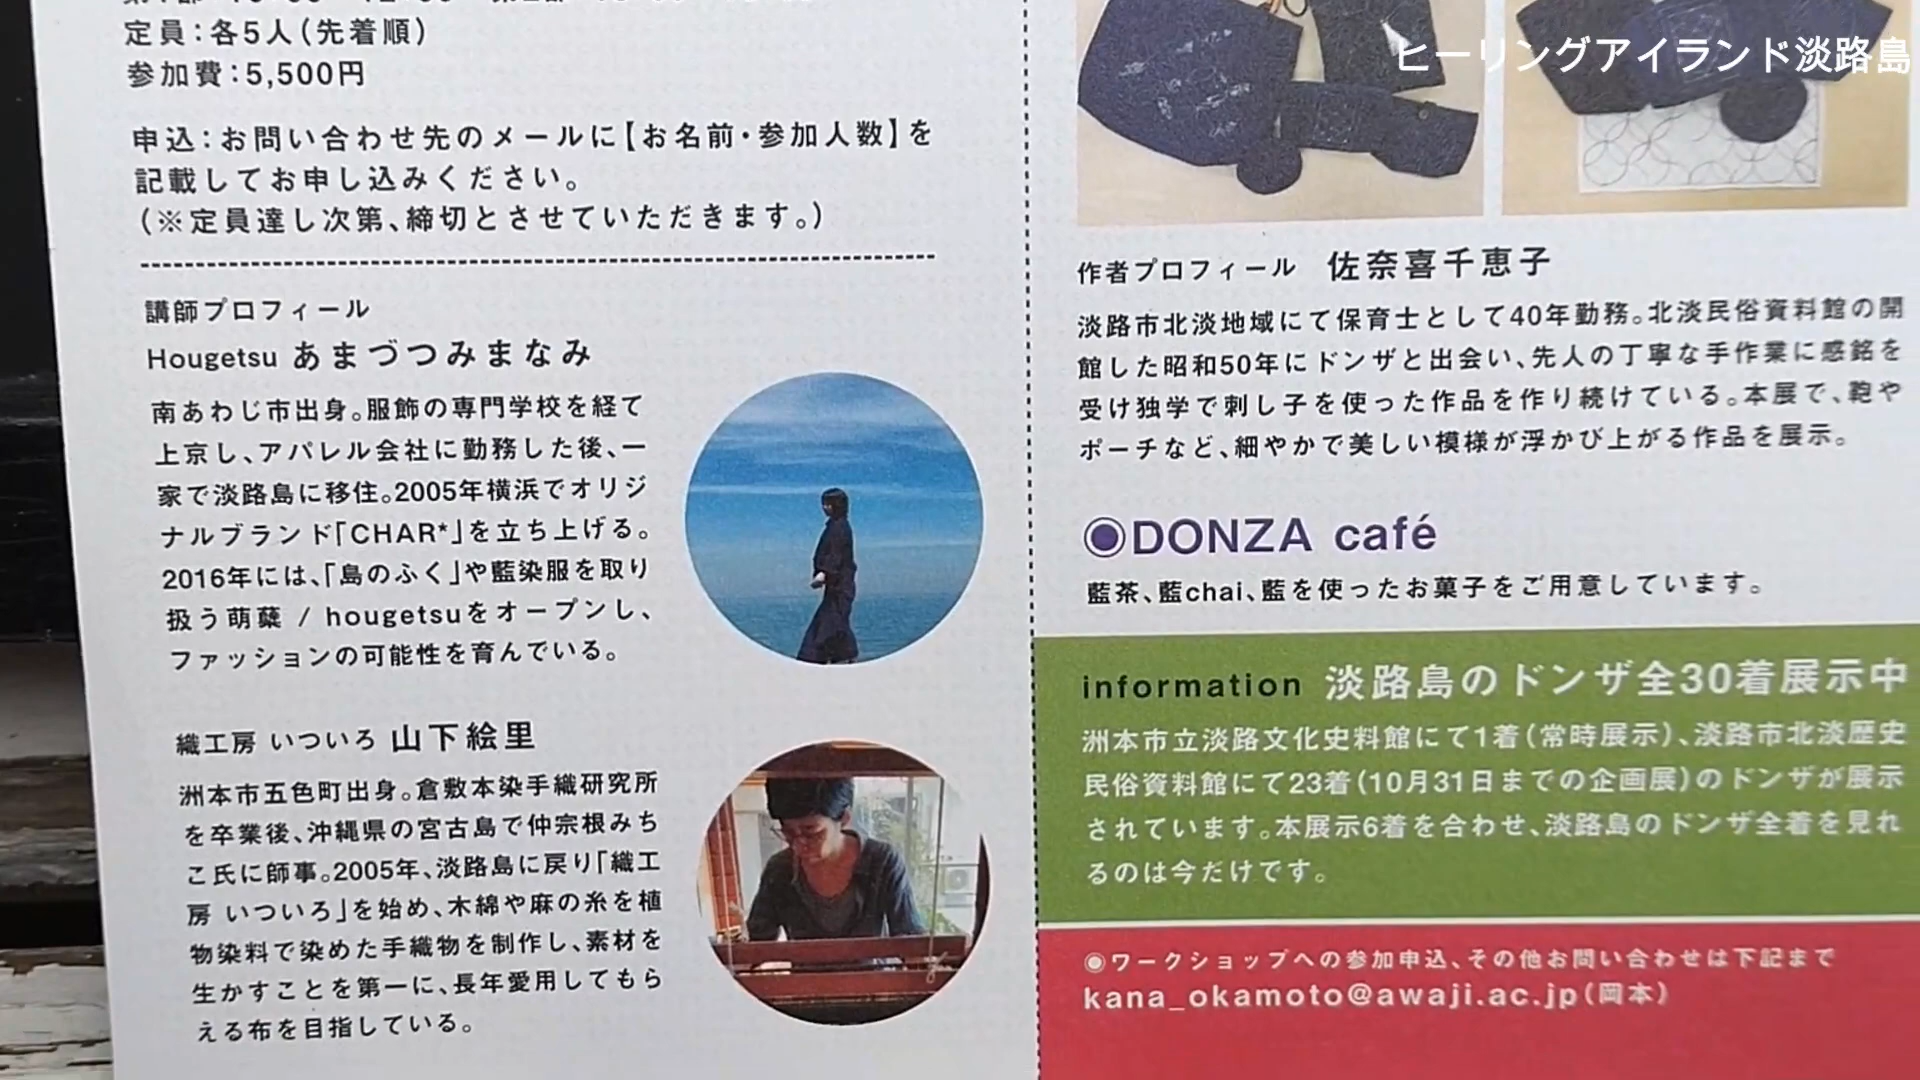 定員：各5人（先着順）
参加費：5,500円
申込：お問い合わせ先のメールに【お名前・参加人数】を
記載してお申し込みください。
（※定員達し次第、締切とさせていただきます。）
講師プロフィール
Hougetsu あまづつみまなみ
南あわじ市出身。服飾の専門学校を経て
上京し、アパレル会社に勤務した後、一
家で淡路島に移住。2005年横浜でオリジ
ナルブランド「CHAR*」を立ち上げる。
2016年には、「島のふく」や藍染服を取り
扱う萌蘖 / hougetsuをオープンし、
ファッションの可能性を育んでいる。
織工房 いついろ 山下絵里
洲本市五色町出身。倉敷本染手織研究所
を卒業後、沖縄県の宮古島で仲宗根みち
こ氏に師事。2005年、淡路島に戻り「織工
房 いついろ」を始め、木綿や麻の糸を植
物染料で染めた手織物を制作し、素材を
生かすことを第一に、長年愛用してもら
える布を目指している。
ヒーリングアイランド淡路島
作者プロフィール 佐奈喜千恵子
淡路市北淡地域にて保育士として40年勤務。北淡民俗資料館の開
館した昭和50年にドンザと出会い、先人の丁寧な手作業に感銘を
受け独学で刺し子を使った作品を作り続けている。本展で、鞄や
ポーチなど、細やかで美しい模様が浮かび上がる作品を展示。
◉DONZA café
藍茶、藍chai、藍を使ったお菓子をご用意しています。
information 淡路島のドンザ全30着展示中
洲本市立淡路文化史料館にて1着（常時展示）、淡路市北淡歴史
民俗資料館にて23着（10月31日までの企画展）のドンザが展示
されています。本展示6着を合わせ、淡路島のドンザ全着を見れ
るのは今だけです。
◉ワークショップへの参加申込、その他お問い合わせは下記まで
kana_okamoto@awaji.ac.jp（岡本）